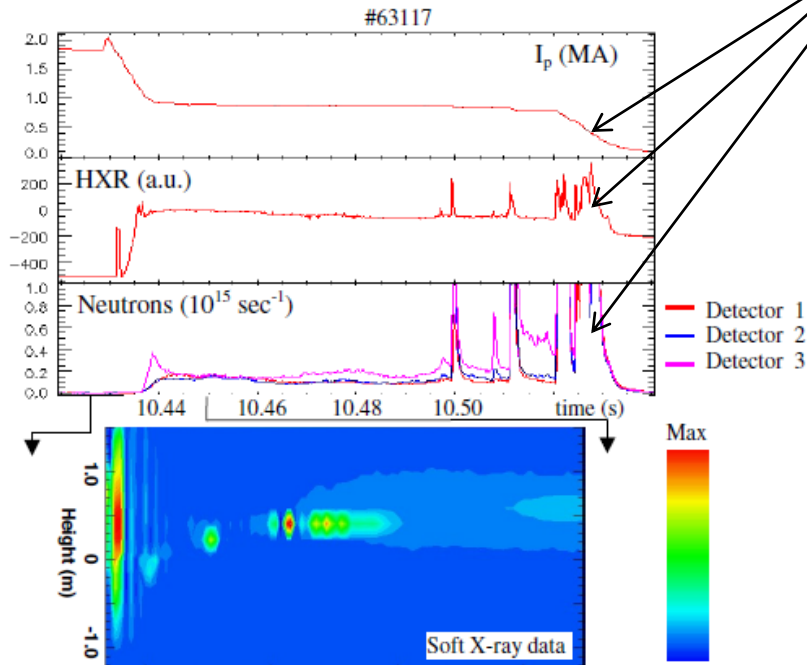 #63117
2.0
1.5
1.0
0.5
0.0
I_p (MA)
200
0
−200
−400
HXR (a.u.)
1.0
0.8
0.6
0.4
0.2
0.0
Neutrons (10^15 sec^-1)
Detector 1
Detector 2
Detector 3
10.44 10.46 10.48 10.50 time (s)
1.0
0
-1.0
Height (m)
Soft X-ray data
Max